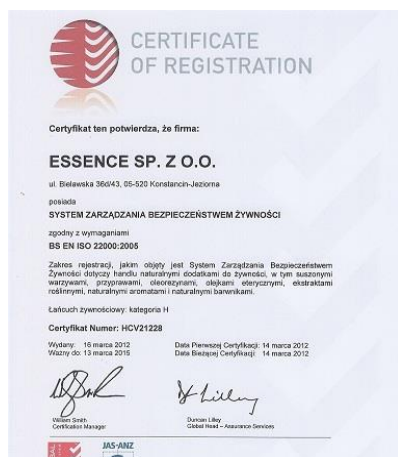 CERTIFICATE
OF REGISTRATION
Certyfikat ten potwierdza, że firma:
ESSENCE SP. Z O.O.
ul. Bielawska 36d/43, 05-520 Konstancin-Jeziorna
posiada
SYSTEM ZARZĄDZANIA BEZPIECZEŃSTWEM ŻYWNOŚCI
zgodny z wymaganiami
BS EN ISO 22000:2005
Zakres rejestracji, jakim objęty jest System Zarządzania Bezpieczeństwem
Żywności dotyczy handlu naturalnymi dodatkami do żywności, w tym suszonymi
warzywami, przyprawami, oleorezynami, olejkami eterycznymi, ekstraktami
roślinnymi, naturalnymi aromatami i naturalnymi barwnikami.
Łańcuch żywnościowy: kategoria H
Certyfikat Numer: HCV21228
Wydany: 16 marca 2012 Data Pierwszej Certyfikacji: 14 marca 2012
Ważny do: 13 marca 2015 Data Bieżącej Certyfikacji: 14 marca 2012
William Smith Duncan Lilley
Certification Manager Global Head – Assurance Services
JAS-ANZ